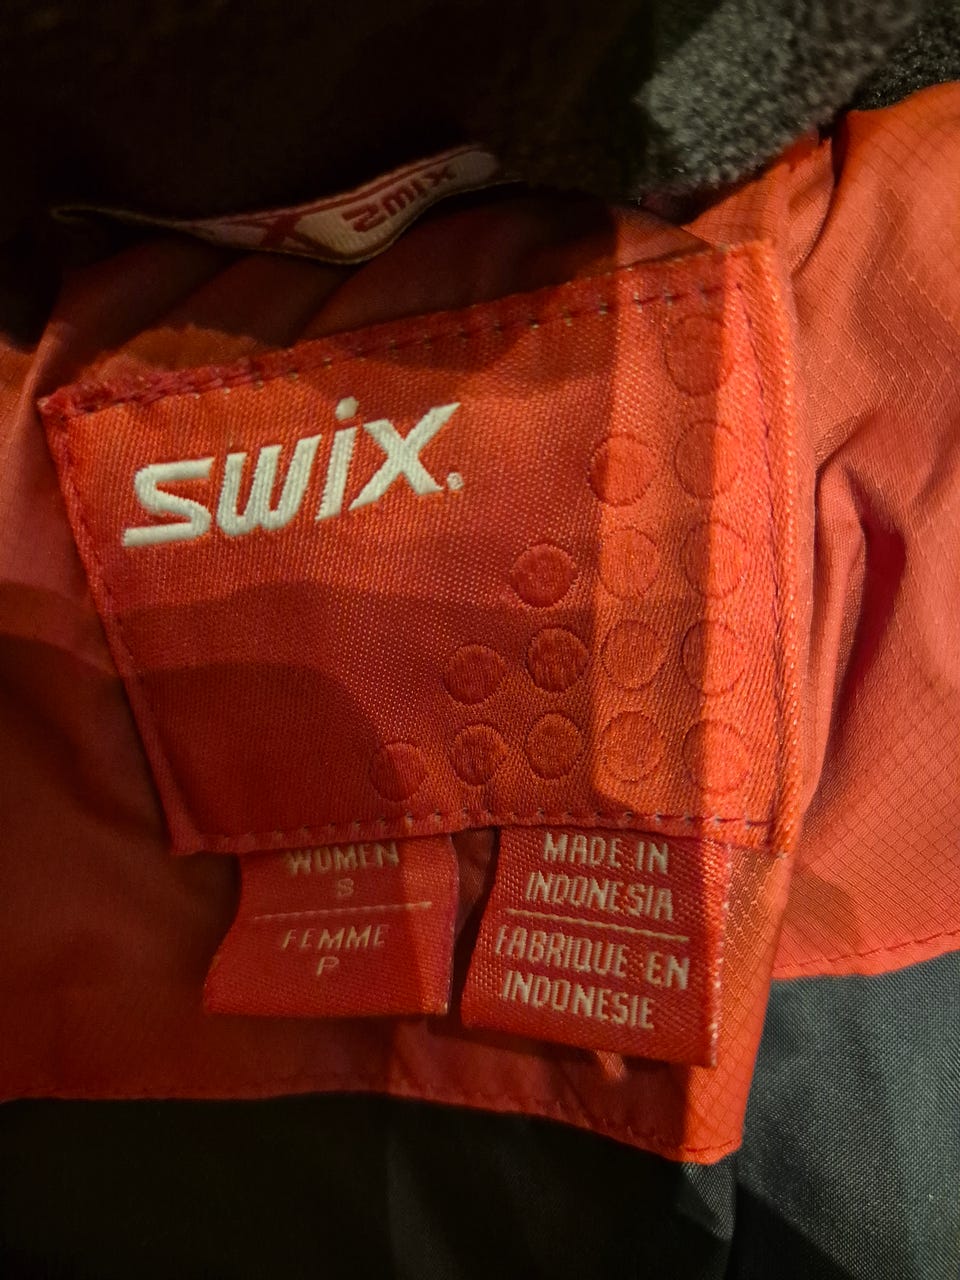 SWIX
swix.
WOMEN
S
FEMME
P
MADE IN
INDONESIA
FABRIQUE EN
INDONESIE